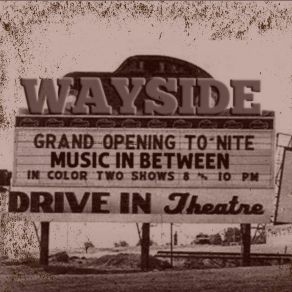 WAYSIDE
GRAND OPENING TO-NITE
MUSIC IN BETWEEN
IN COLOR TWO SHOWS 8 & 10 PM
DRIVE IN Theatre